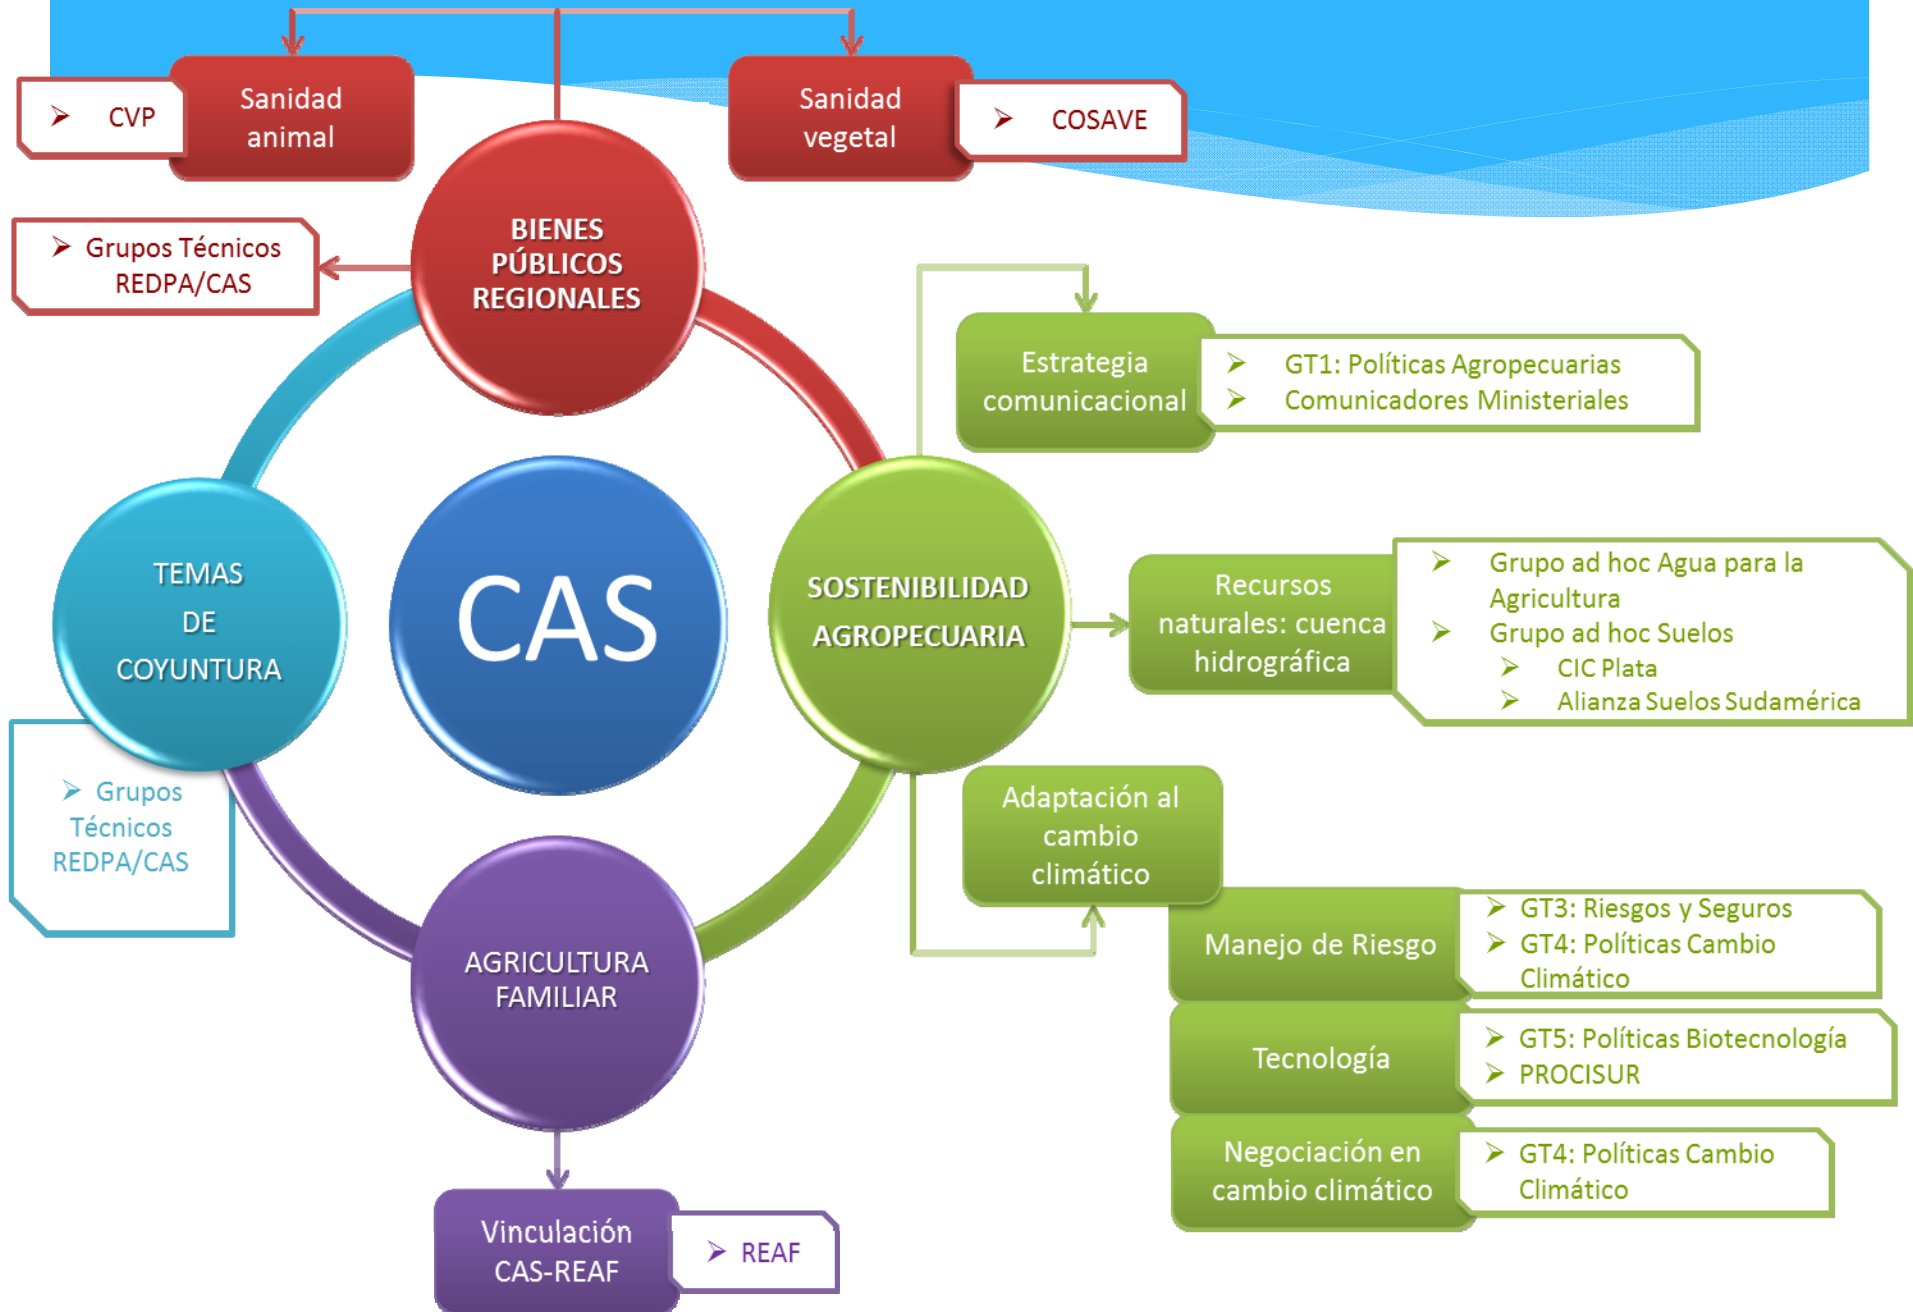 Sanidad
animal
➢ CVP
Sanidad
vegetal
➢ COSAVE
BIENES
PÚBLICOS
REGIONALES
➢ Grupos Técnicos
REDPA/CAS
Estrategia
comunicacional
➢ GT1: Políticas Agropecuarias
➢ Comunicadores Ministeriales
TEMAS
DE
COYUNTURA
CAS
SOSTENIBILIDAD
AGROPECUARIA
Recursos
naturales: cuenca
hidrográfica
➢ Grupo ad hoc Agua para la
Agricultura
➢ Grupo ad hoc Suelos
➢ CIC Plata
➢ Alianza Suelos Sudamérica
➢ Grupos
Técnicos
REDPA/CAS
Adaptación al
cambio
climático
Manejo de Riesgo
➢ GT3: Riesgos y Seguros
➢ GT4: Políticas Cambio
Climático
Tecnología
➢ GT5: Políticas Biotecnología
➢ PROCISUR
Negociación en
cambio climático
➢ GT4: Políticas Cambio
Climático
AGRICULTURA
FAMILIAR
Vinculación
CAS-REAF
➢ REAF